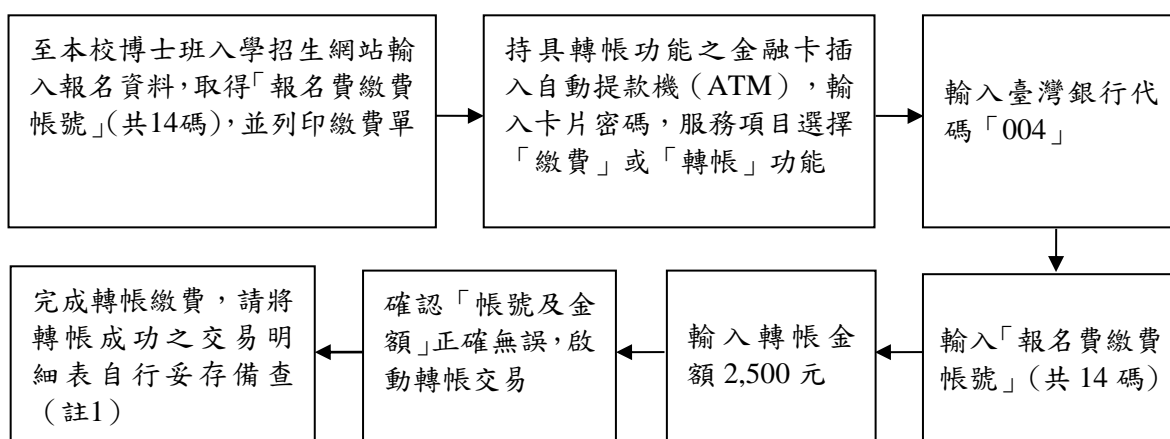 至本校博士班入學招生網站輸
入報名資料，取得「報名費繳費
帳號」(共14碼)，並列印繳費單
持具轉帳功能之金融卡插
入自動提款機（ATM），輸
入卡片密碼，服務項目選擇
「繳費」或「轉帳」功能
輸入臺灣銀行代
碼「004」
輸入「報名費繳費
帳號」(共 14 碼)
輸入轉帳金
額 2,500 元
確認「帳號及金
額」正確無誤，啟
動轉帳交易
完成轉帳繳費，請將
轉帳成功之交易明
細表自行妥存備查
（註1）